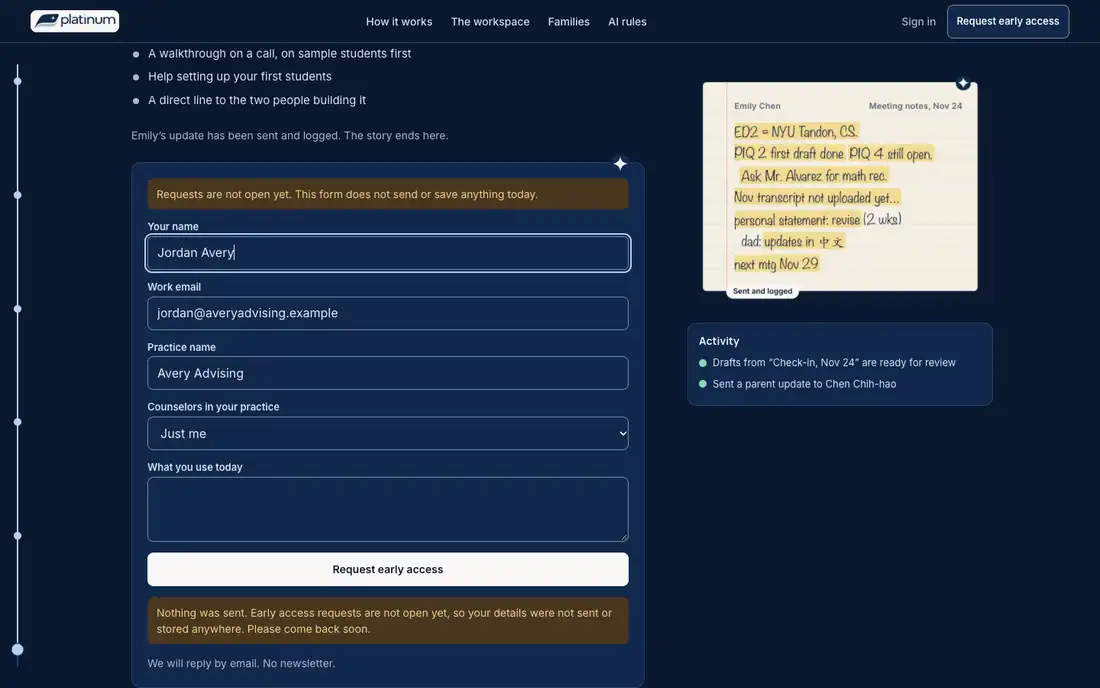 platinum
How it works
The workspace
Families
AI rules
Sign in
Request early access
A walkthrough on a call, on sample students first
Help setting up your first students
A direct line to the two people building it
Emily’s update has been sent and logged. The story ends here.
Requests are not open yet. This form does not send or save anything today.
Your name
Jordan Avery
Work email
jordan@averyadvising.example
Practice name
Avery Advising
Counselors in your practice
Just me
What you use today
Request early access
Nothing was sent. Early access requests are not open yet, so your details were not sent or
stored anywhere. Please come back soon.
We will reply by email. No newsletter.
Emily Chen
Meeting notes, Nov 24
ED2 = NYU Tandon, CS.
PIQ 2 first draft done PIQ 4 still open.
Ask Mr. Alvarez for math rec.
Nov transcript not uploaded yet...
personal statement: revise (2 wks)
dad: updates in 中文
next mtg Nov 29
Sent and logged
Activity
Drafts from “Check-in, Nov 24” are ready for review
Sent a parent update to Chen Chih-hao